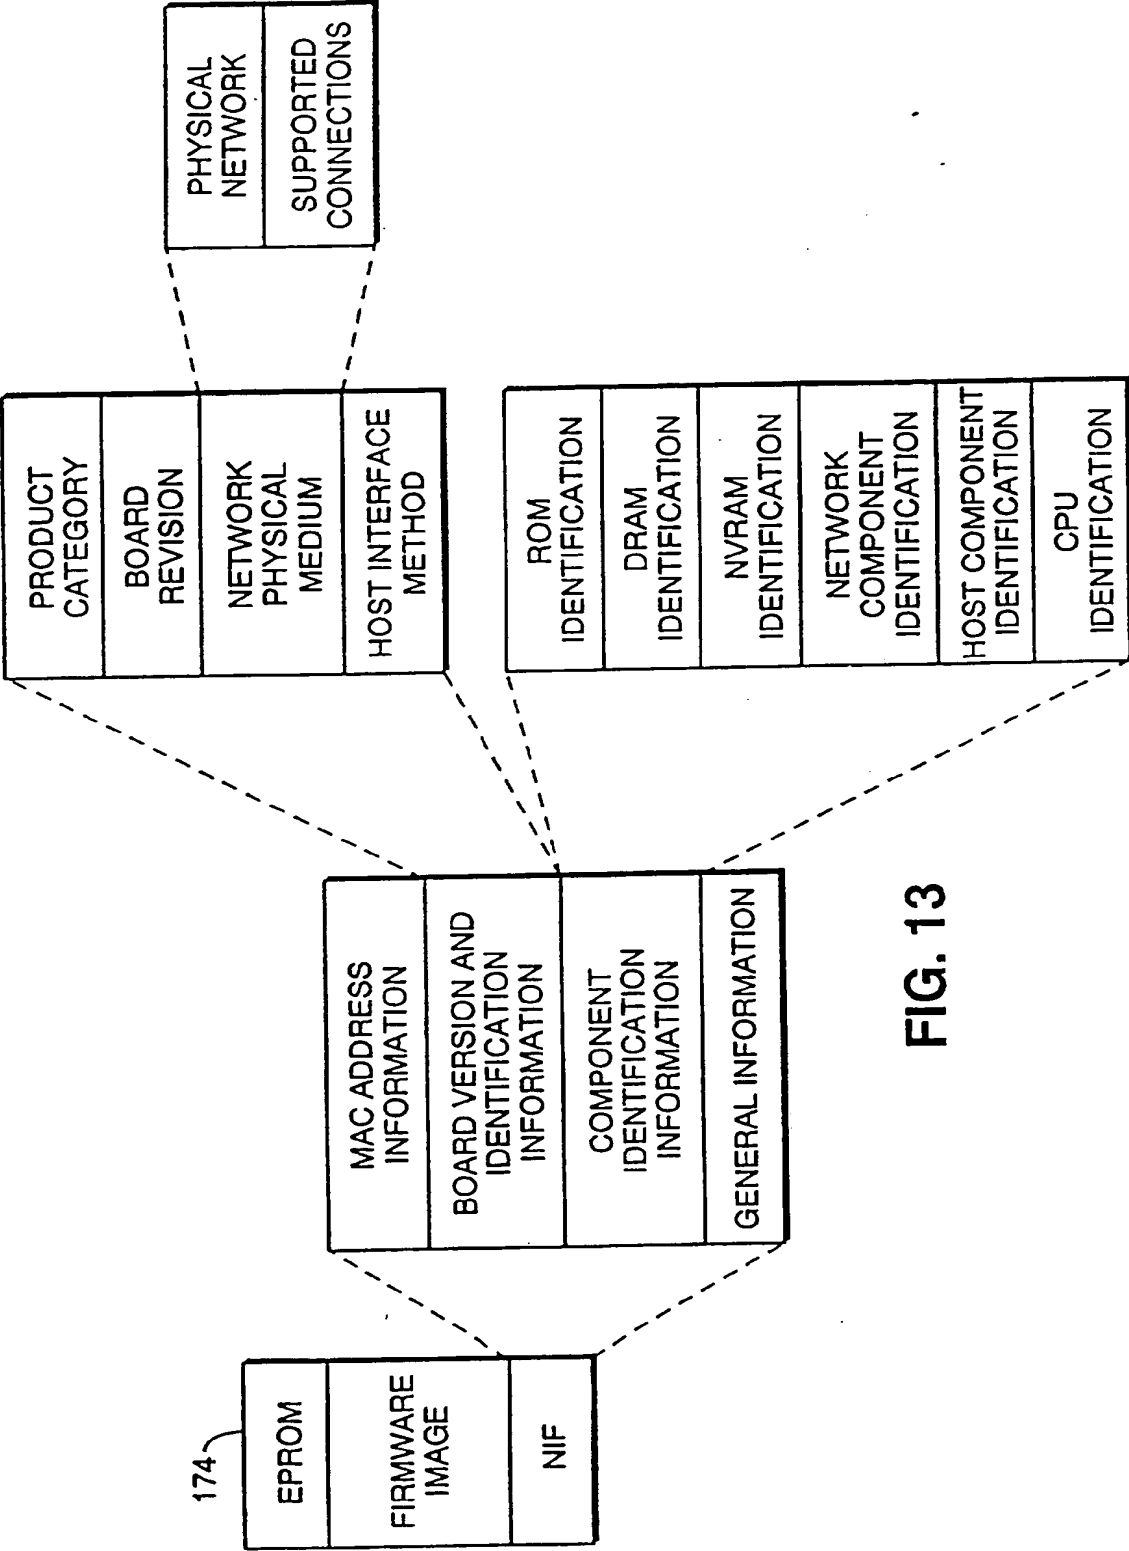 174
EPROM
FIRMWARE
IMAGE
NIF
MAC ADDRESS
INFORMATION
BOARD VERSION AND
IDENTIFICATION
INFORMATION
COMPONENT
IDENTIFICATION
INFORMATION
GENERAL INFORMATION
PRODUCT
CATEGORY
BOARD
REVISION
NETWORK
PHYSICAL
MEDIUM
HOST INTERFACE
METHOD
PHYSICAL
NETWORK
SUPPORTED
CONNECTIONS
ROM
IDENTIFICATION
DRAM
IDENTIFICATION
NVRAM
IDENTIFICATION
NETWORK
COMPONENT
IDENTIFICATION
HOST COMPONENT
IDENTIFICATION
CPU
IDENTIFICATION
FIG. 13